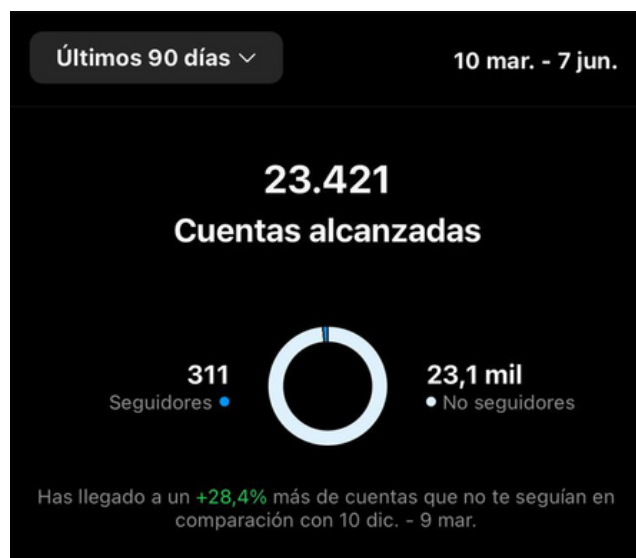 Últimos 90 días
10 mar. - 7 jun.
23.421
Cuentas alcanzadas
311
Seguidores
23,1 mil
No seguidores
Has llegado a un +28,4% más de cuentas que no te seguían en
comparación con 10 dic. - 9 mar.